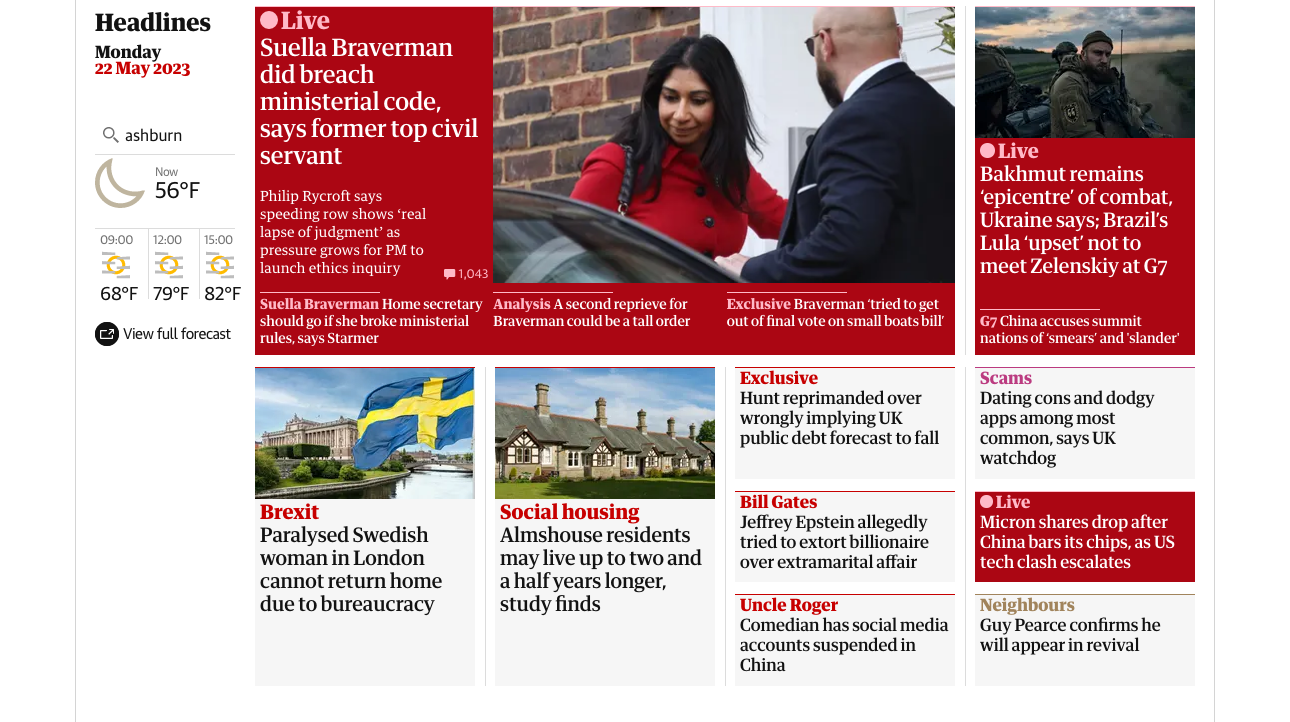 Headlines
Monday
22 May 2023
ashburn
Now
56°F
09:00
68°F
12:00
79°F
15:00
82°F
View full forecast
Live
Suella Braverman
did breach
ministerial code,
says former top civil
servant
Philip Rycroft says
speeding row shows ‘real
lapse of judgment’ as
pressure grows for PM to
launch ethics inquiry
1,043
Suella Braverman Home secretary
should go if she broke ministerial
rules, says Starmer
Analysis A second reprieve for
Braverman could be a tall order
Exclusive Braverman ‘tried to get
out of final vote on small boats bill’
Live
Bakhmut remains
‘epicentre’ of combat,
Ukraine says; Brazil’s
Lula ‘upset’ not to
meet Zelenskiy at G7
G7 China accuses summit
nations of ‘smears’ and 'slander'
Brexit
Paralysed Swedish
woman in London
cannot return home
due to bureaucracy
Social housing
Almshouse residents
may live up to two and
a half years longer,
study finds
Exclusive
Hunt reprimanded over
wrongly implying UK
public debt forecast to fall
Bill Gates
Jeffrey Epstein allegedly
tried to extort billionaire
over extramarital affair
Uncle Roger
Comedian has social media
accounts suspended in
China
Scams
Dating cons and dodgy
apps among most
common, says UK
watchdog
Live
Micron shares drop after
China bars its chips, as US
tech clash escalates
Neighbours
Guy Pearce confirms he
will appear in revival